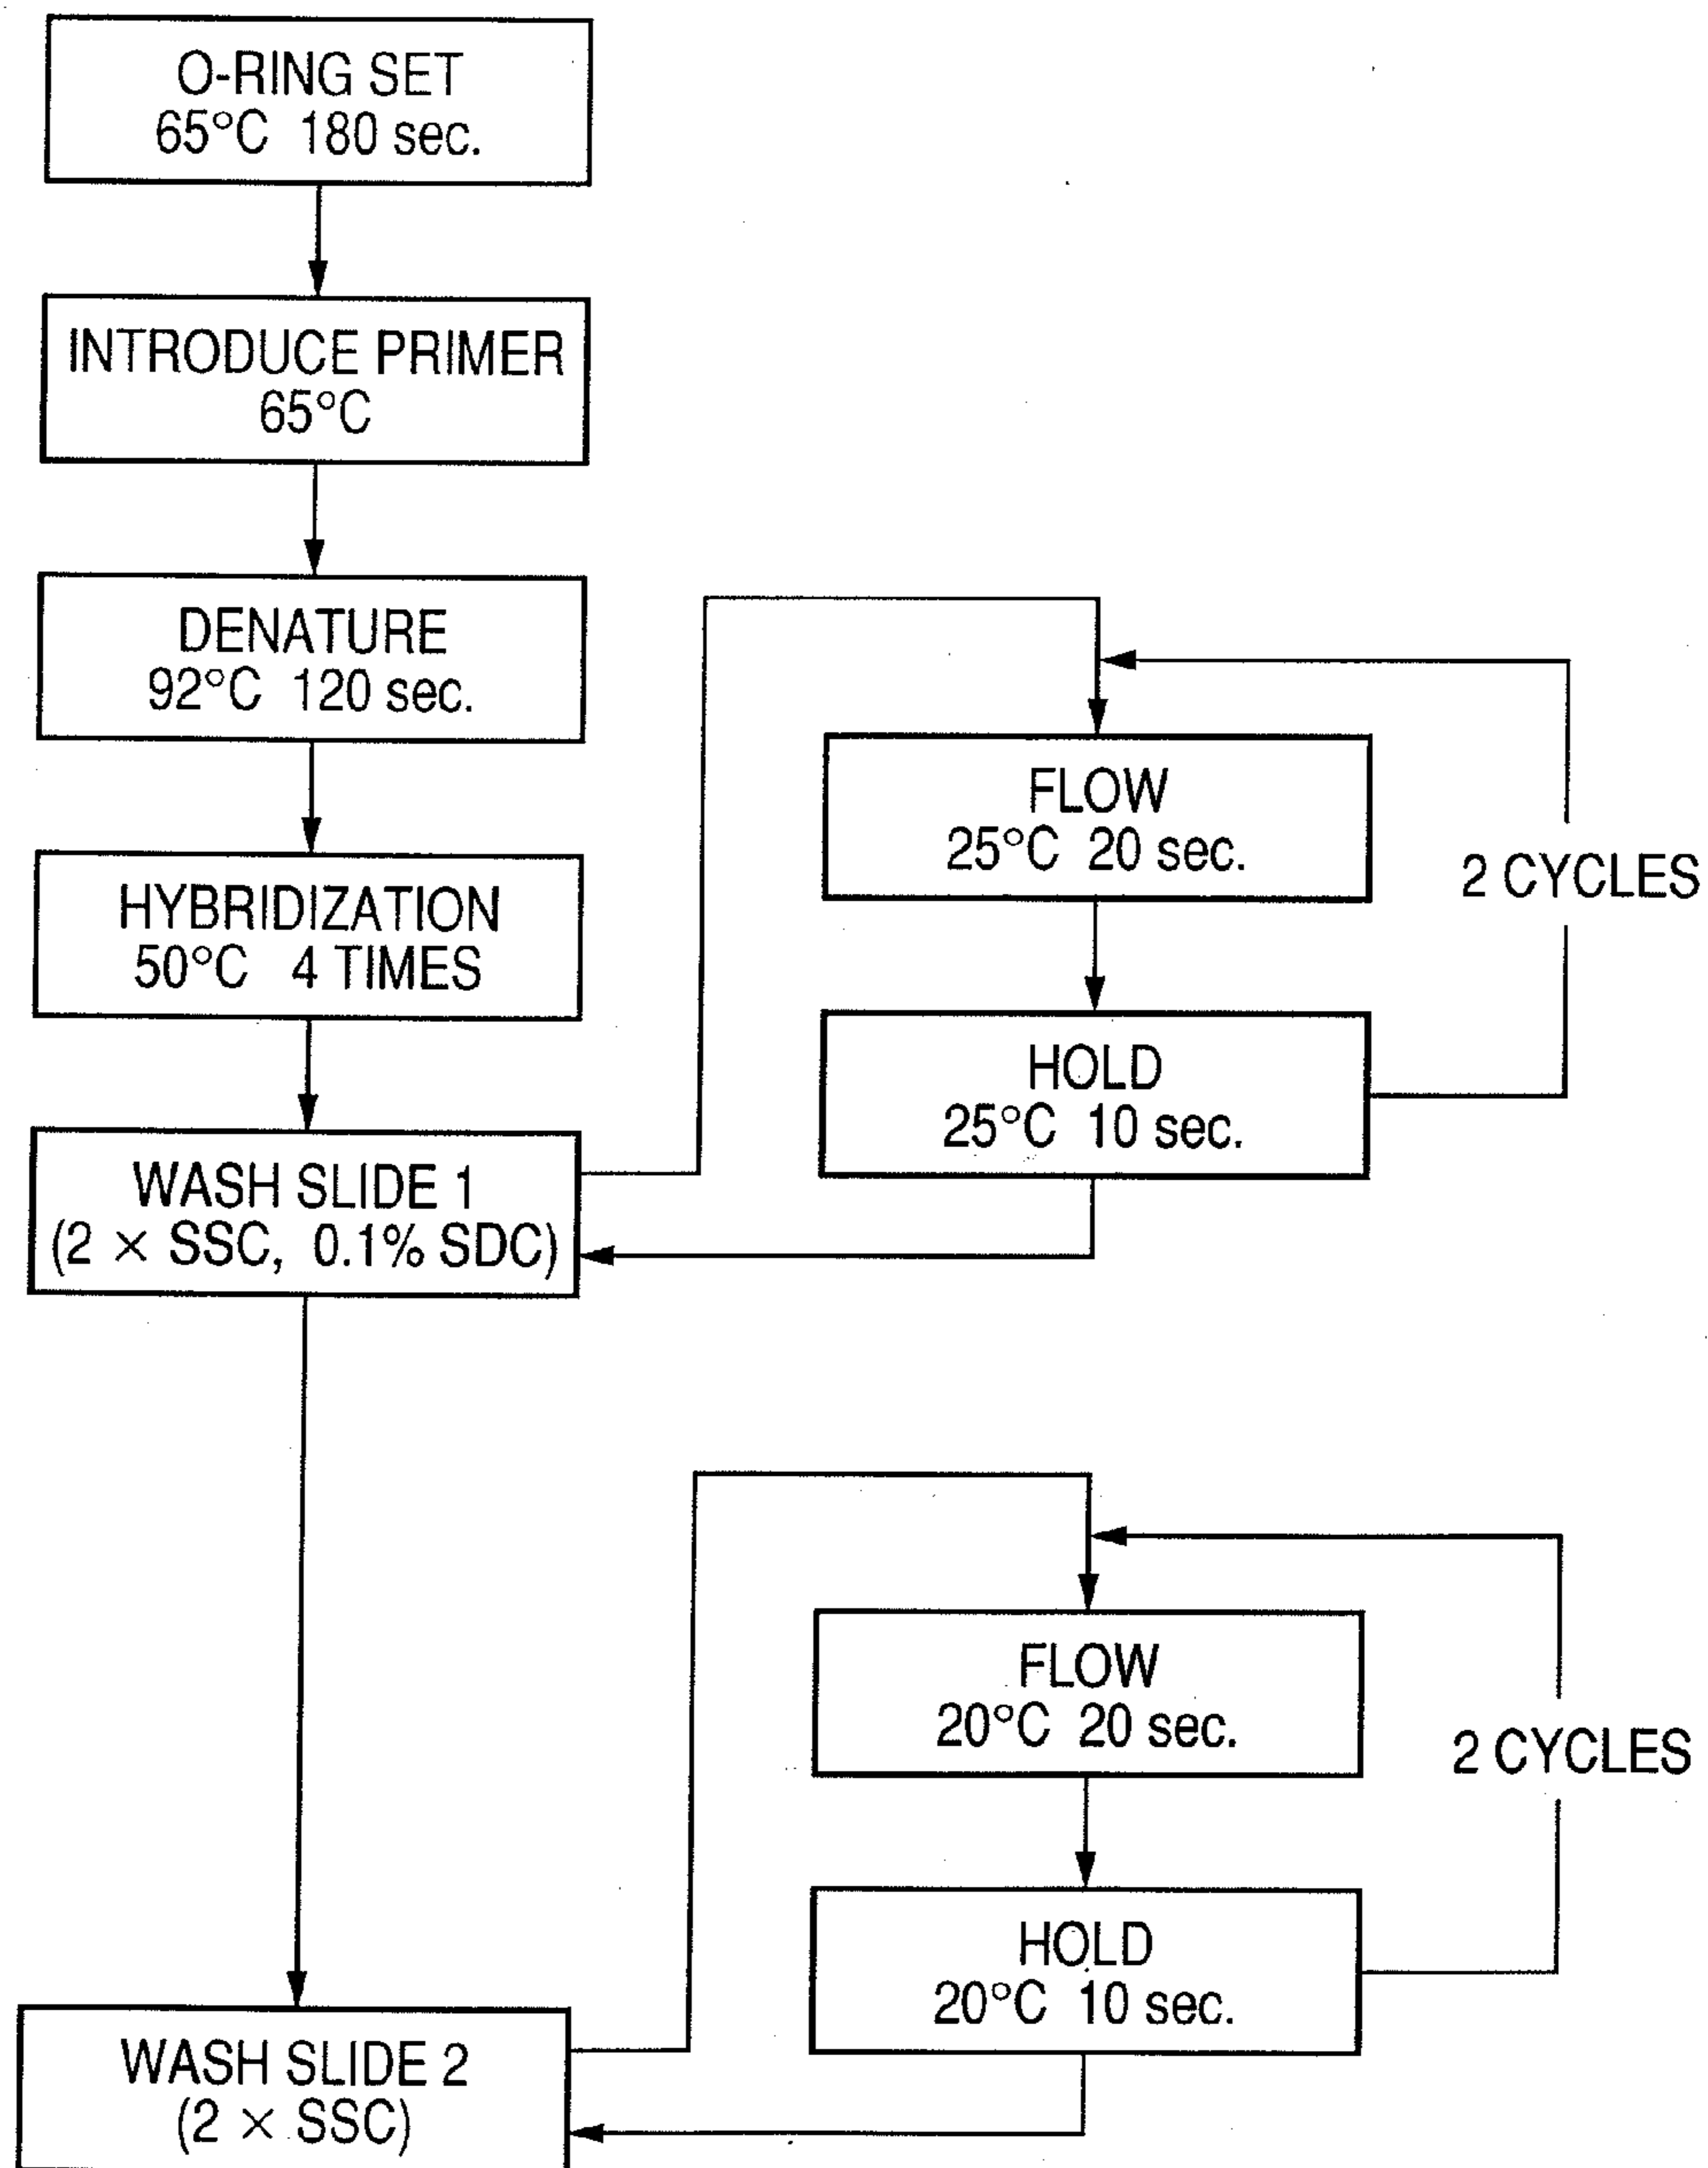 O-RING SET
65°C 180 sec.
INTRODUCE PRIMER
65°C
DENATURE
92°C 120 sec.
HYBRIDIZATION
50°C 4 TIMES
WASH SLIDE 1
(2 × SSC, 0.1% SDC)
FLOW
25°C 20 sec.
HOLD
25°C 10 sec.
2 CYCLES
WASH SLIDE 2
(2 × SSC)
FLOW
20°C 20 sec.
HOLD
20°C 10 sec.
2 CYCLES